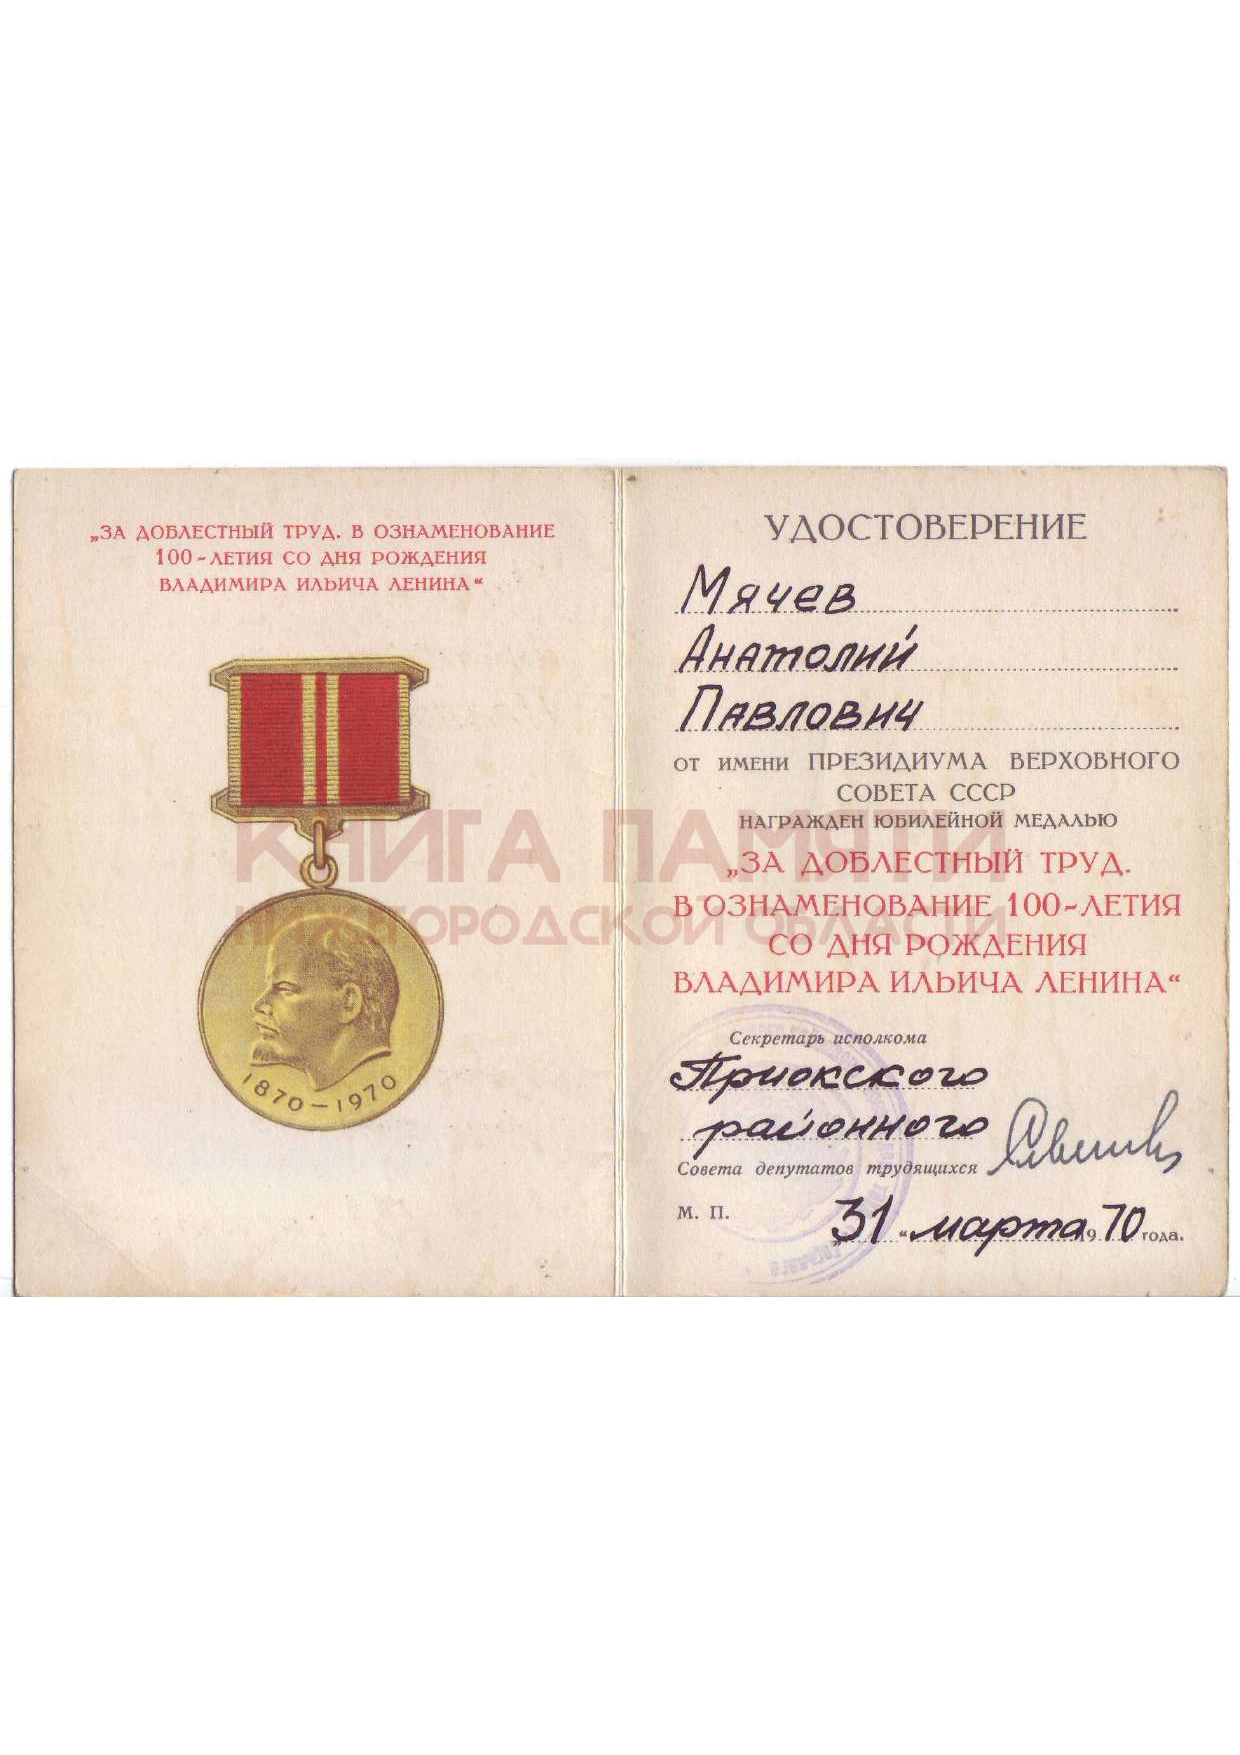 „ЗА ДОБЛЕСТНЫЙ ТРУД. В ОЗНАМЕНОВАНИЕ
100-ЛЕТИЯ СО ДНЯ РОЖДЕНИЯ
ВЛАДИМИРА ИЛЬИЧА ЛЕНИНА“
1870-1970
УДОСТОВЕРЕНИЕ
Мячев
Анатолий
Павлович
ОТ ИМЕНИ ПРЕЗИДИУМА ВЕРХОВНОГО
СОВЕТА СССР
НАГРАЖДЕН ЮБИЛЕЙНОЙ МЕДАЛЬЮ
„ЗА ДОБЛЕСТНЫЙ ТРУД.
В ОЗНАМЕНОВАНИЕ 100-ЛЕТИЯ
СО ДНЯ РОЖДЕНИЯ
ВЛАДИМИРА ИЛЬИЧА ЛЕНИНА“
Секретарь исполкома
Приокского
районного
Совета депутатов трудящихся
М. П.
„31“ марта 1970 года.
КНИГА ПАМЯТИ
НИЖЕГОРОДСКОЙ ОБЛАСТИ